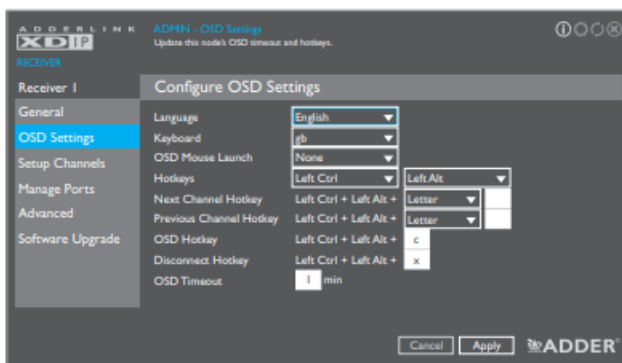 ADDERLINK
XDIP
RECEIVER
ADMIN - OSD Settings
Update this node's OSD timeout and hotkeys.
Receiver 1
General
OSD Settings
Setup Channels
Manage Ports
Advanced
Software Upgrade
Configure OSD Settings
Language English
Keyboard gb
OSD Mouse Launch None
Hotkeys Left Ctrl Left Alt
Next Channel Hotkey Left Ctrl + Left Alt + Letter
Previous Channel Hotkey Left Ctrl + Left Alt + Letter
OSD Hotkey Left Ctrl + Left Alt + c
Disconnect Hotkey Left Ctrl + Left Alt + x
OSD Timeout 1 min
Cancel Apply ADDER